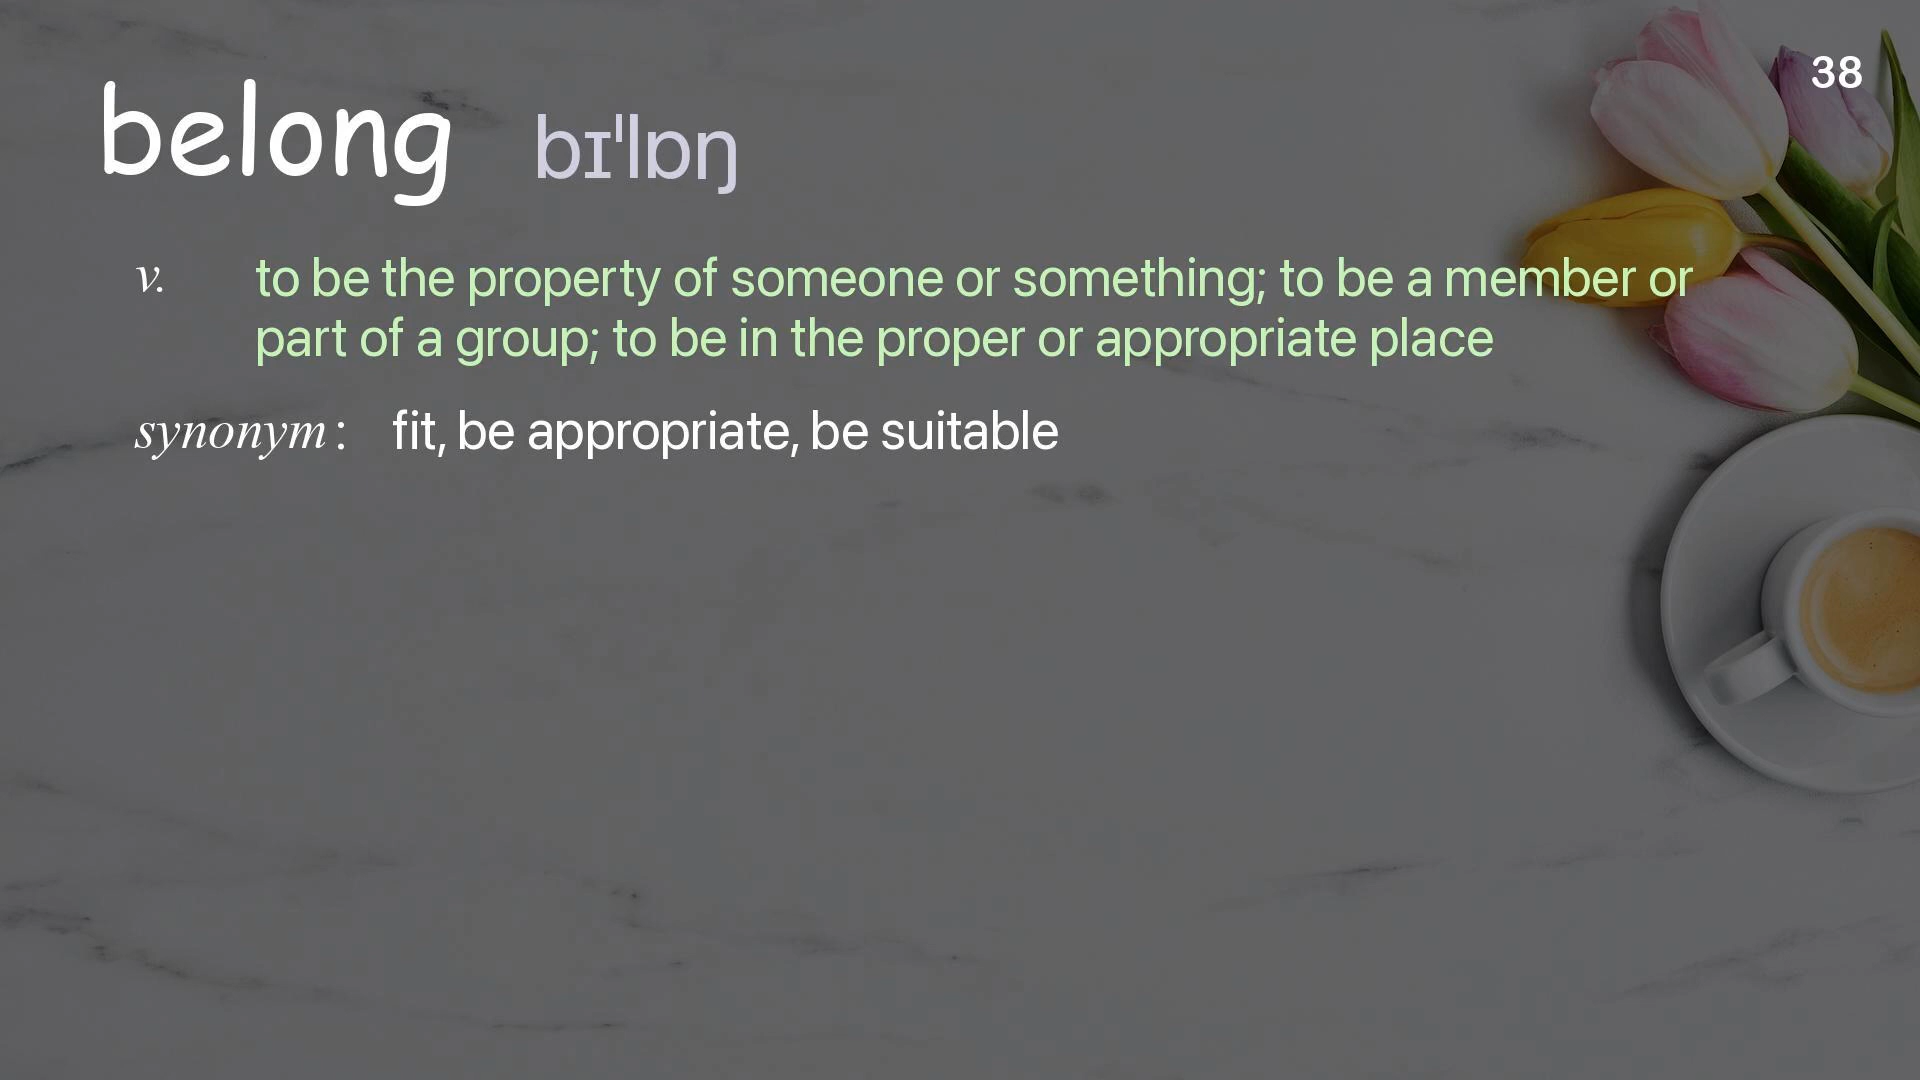 38
belong bɪˈlɒŋ
v. to be the property of someone or something; to be a member or
part of a group; to be in the proper or appropriate place
synonym : fit, be appropriate, be suitable